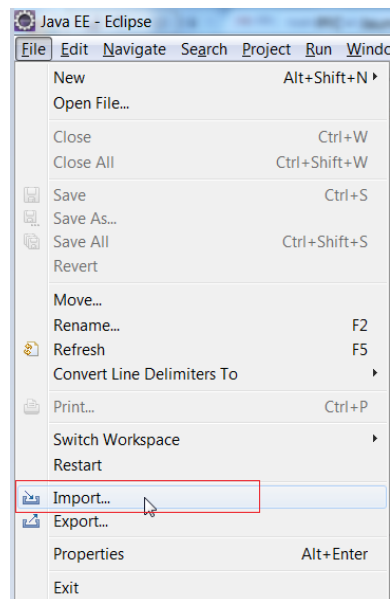 Java EE - Eclipse
File Edit Navigate Search Project Run Windo
New Alt+Shift+N
Open File...
Close Ctrl+W
Close All Ctrl+Shift+W
Save Ctrl+S
Save As...
Save All Ctrl+Shift+S
Revert
Move...
Rename... F2
Refresh F5
Convert Line Delimiters To
Print... Ctrl+P
Switch Workspace
Restart
Import...
Export...
Properties Alt+Enter
Exit